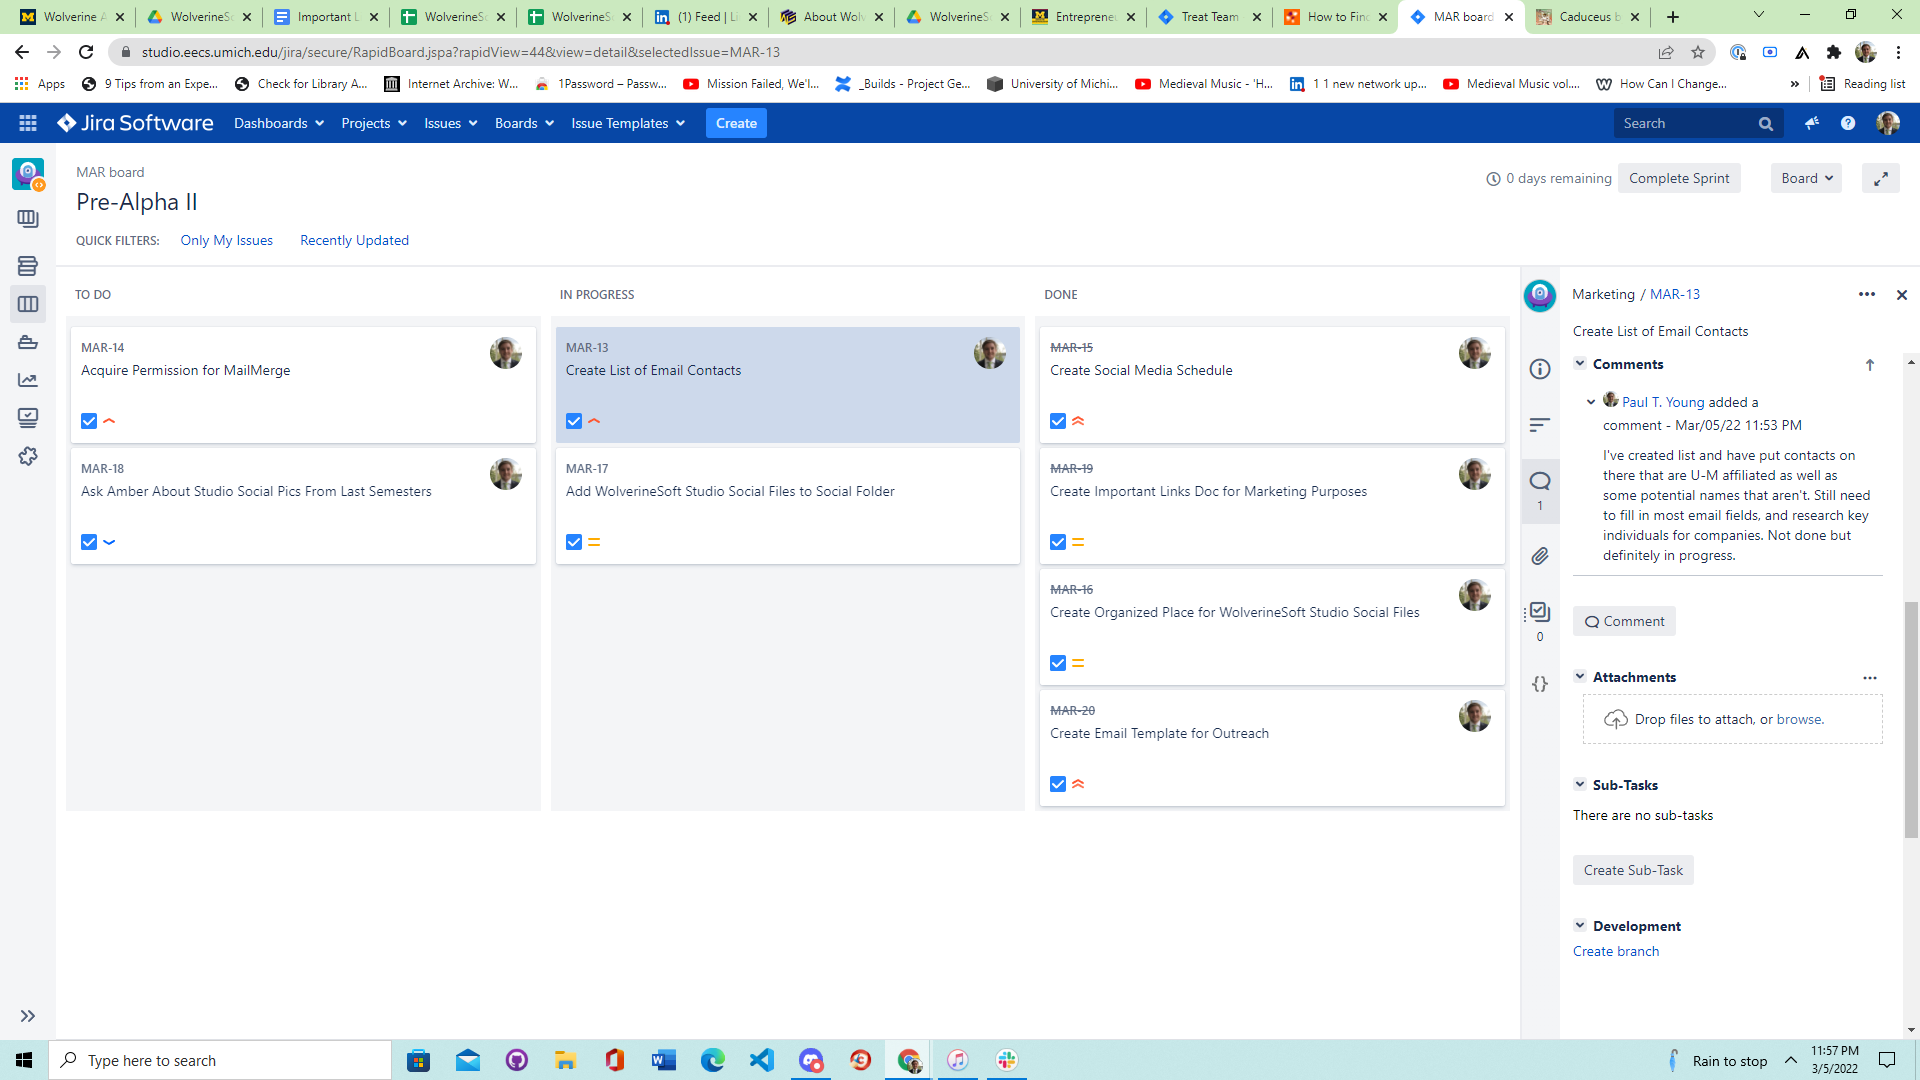 Wolverine A
WolverineSo
Important L
WolverineSo
WolverineSo
(1) Feed | Li
About Wolv
WolverineSo
Entrepreneu
Treat Team
How to Find
MAR board
Caduceus b
studio.eecs.umich.edu/jira/secure/RapidBoard.jspa?rapidView=44&view=detail&selectedIssue=MAR-13
Apps
9 Tips from an Expe...
Check for Library A...
Internet Archive: W...
1Password – Passw...
Mission Failed, We'l...
_Builds - Project Ge...
University of Michi...
Medieval Music - 'H...
1 1 new network up...
Medieval Music vol....
How Can I Change...
»
Reading list
Jira Software
Dashboards
Projects
Issues
Boards
Issue Templates
Create
Search
MAR board
Pre-Alpha II
0 days remaining
Complete Sprint
Board
QUICK FILTERS:
Only My Issues
Recently Updated
TO DO
MAR-14
Acquire Permission for MailMerge
MAR-18
Ask Amber About Studio Social Pics From Last Semesters
IN PROGRESS
MAR-13
Create List of Email Contacts
MAR-17
Add WolverineSoft Studio Social Files to Social Folder
DONE
MAR-15
Create Social Media Schedule
MAR-19
Create Important Links Doc for Marketing Purposes
MAR-16
Create Organized Place for WolverineSoft Studio Social Files
MAR-20
Create Email Template for Outreach
1
0
Marketing / MAR-13
Create List of Email Contacts
Comments
Paul T. Young added a
comment - Mar/05/22 11:53 PM
I've created list and have put contacts on
there that are U-M affiliated as well as
some potential names that aren't. Still need
to fill in most email fields, and research key
individuals for companies. Not done but
definitely in progress.
Comment
Attachments
Drop files to attach, or browse.
Sub-Tasks
There are no sub-tasks
Create Sub-Task
Development
Create branch
Type here to search
Rain to stop
11:57 PM
3/5/2022